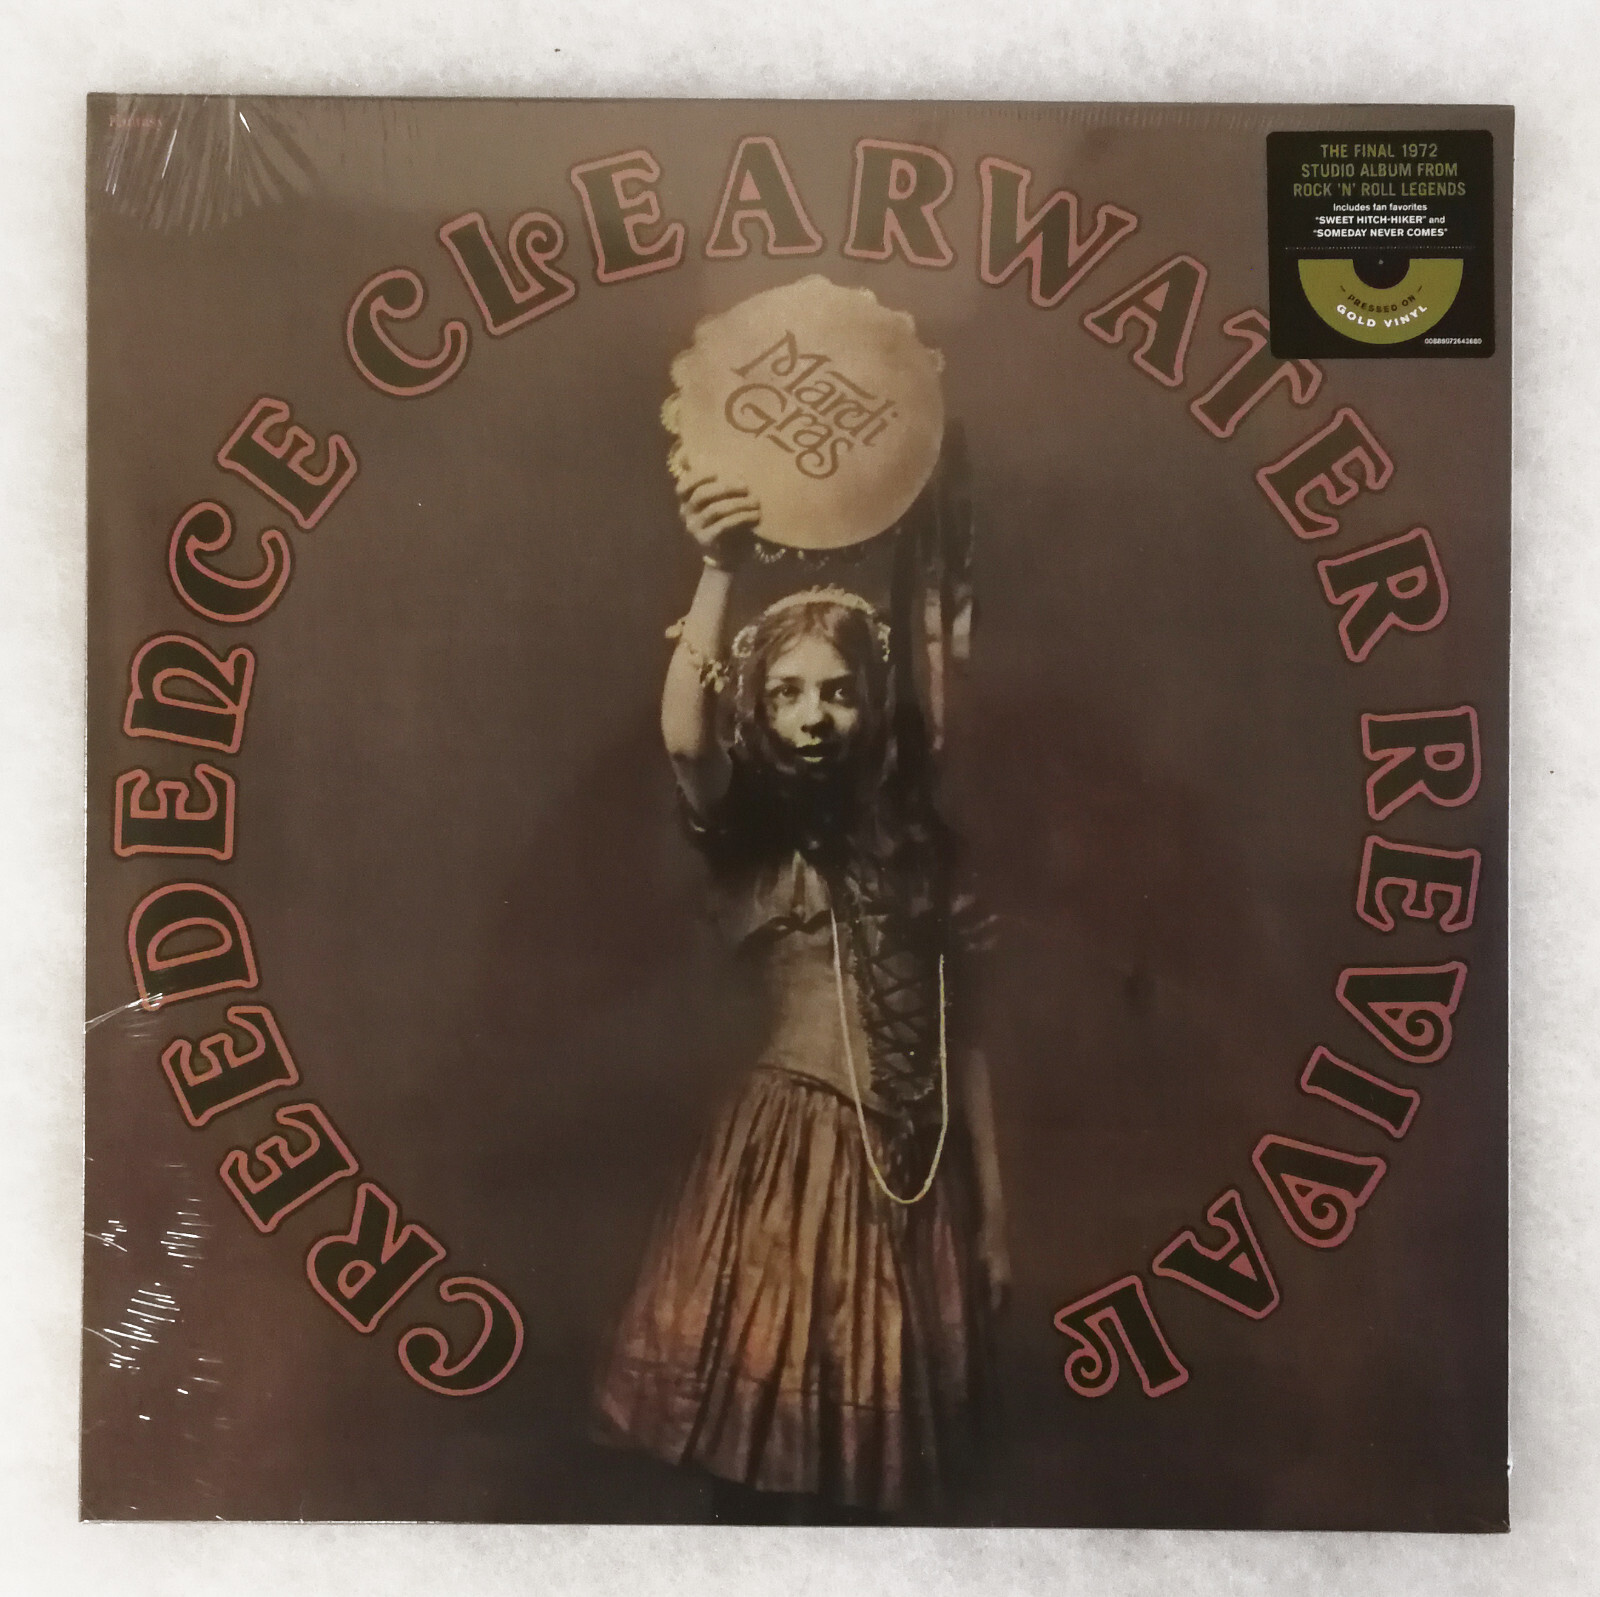 Fantasy
CREEDENCE CLEARWATER REVIVAL
Mardi
Gras
THE FINAL 1972
STUDIO ALBUM FROM
ROCK 'N' ROLL LEGENDS
Includes fan favorites
"SWEET HITCH-HIKER" and
"SOMEDAY NEVER COMES"
– PRESSED ON –
GOLD VINYL